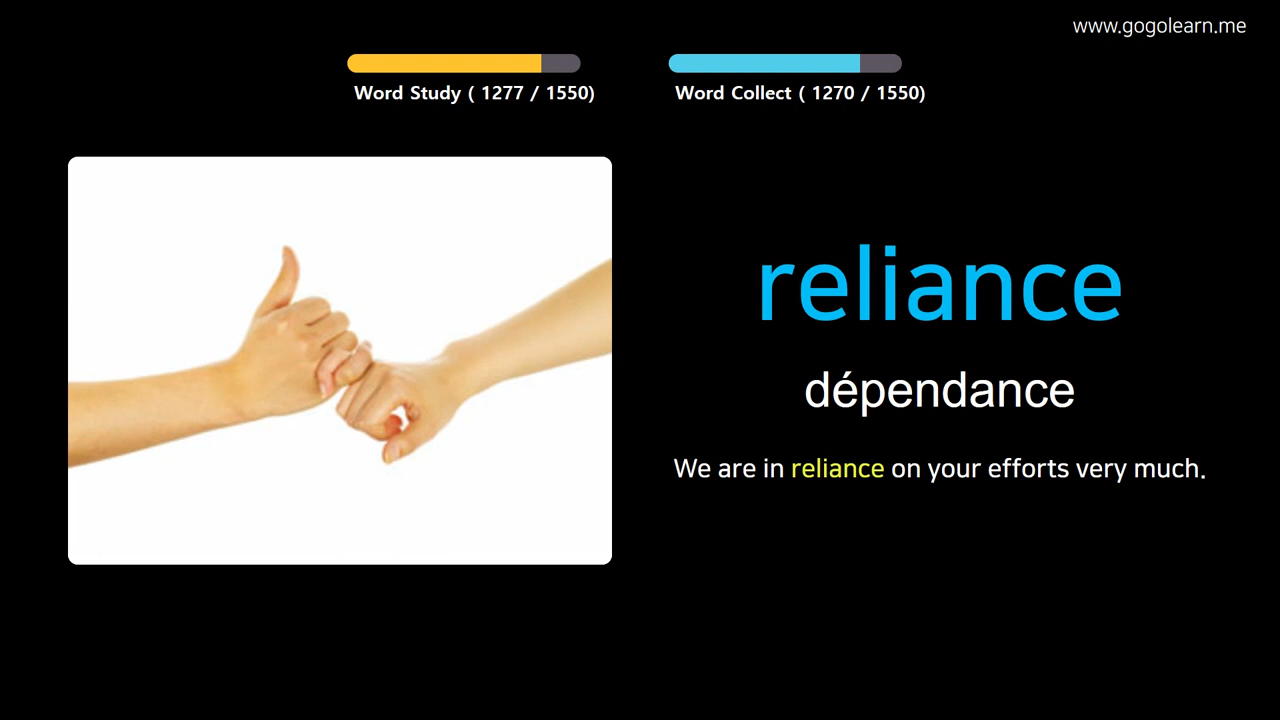 www.gogolearn.me
Word Study ( 1277 / 1550)
Word Collect ( 1270 / 1550)
reliance
dépendance
We are in reliance on your efforts very much.